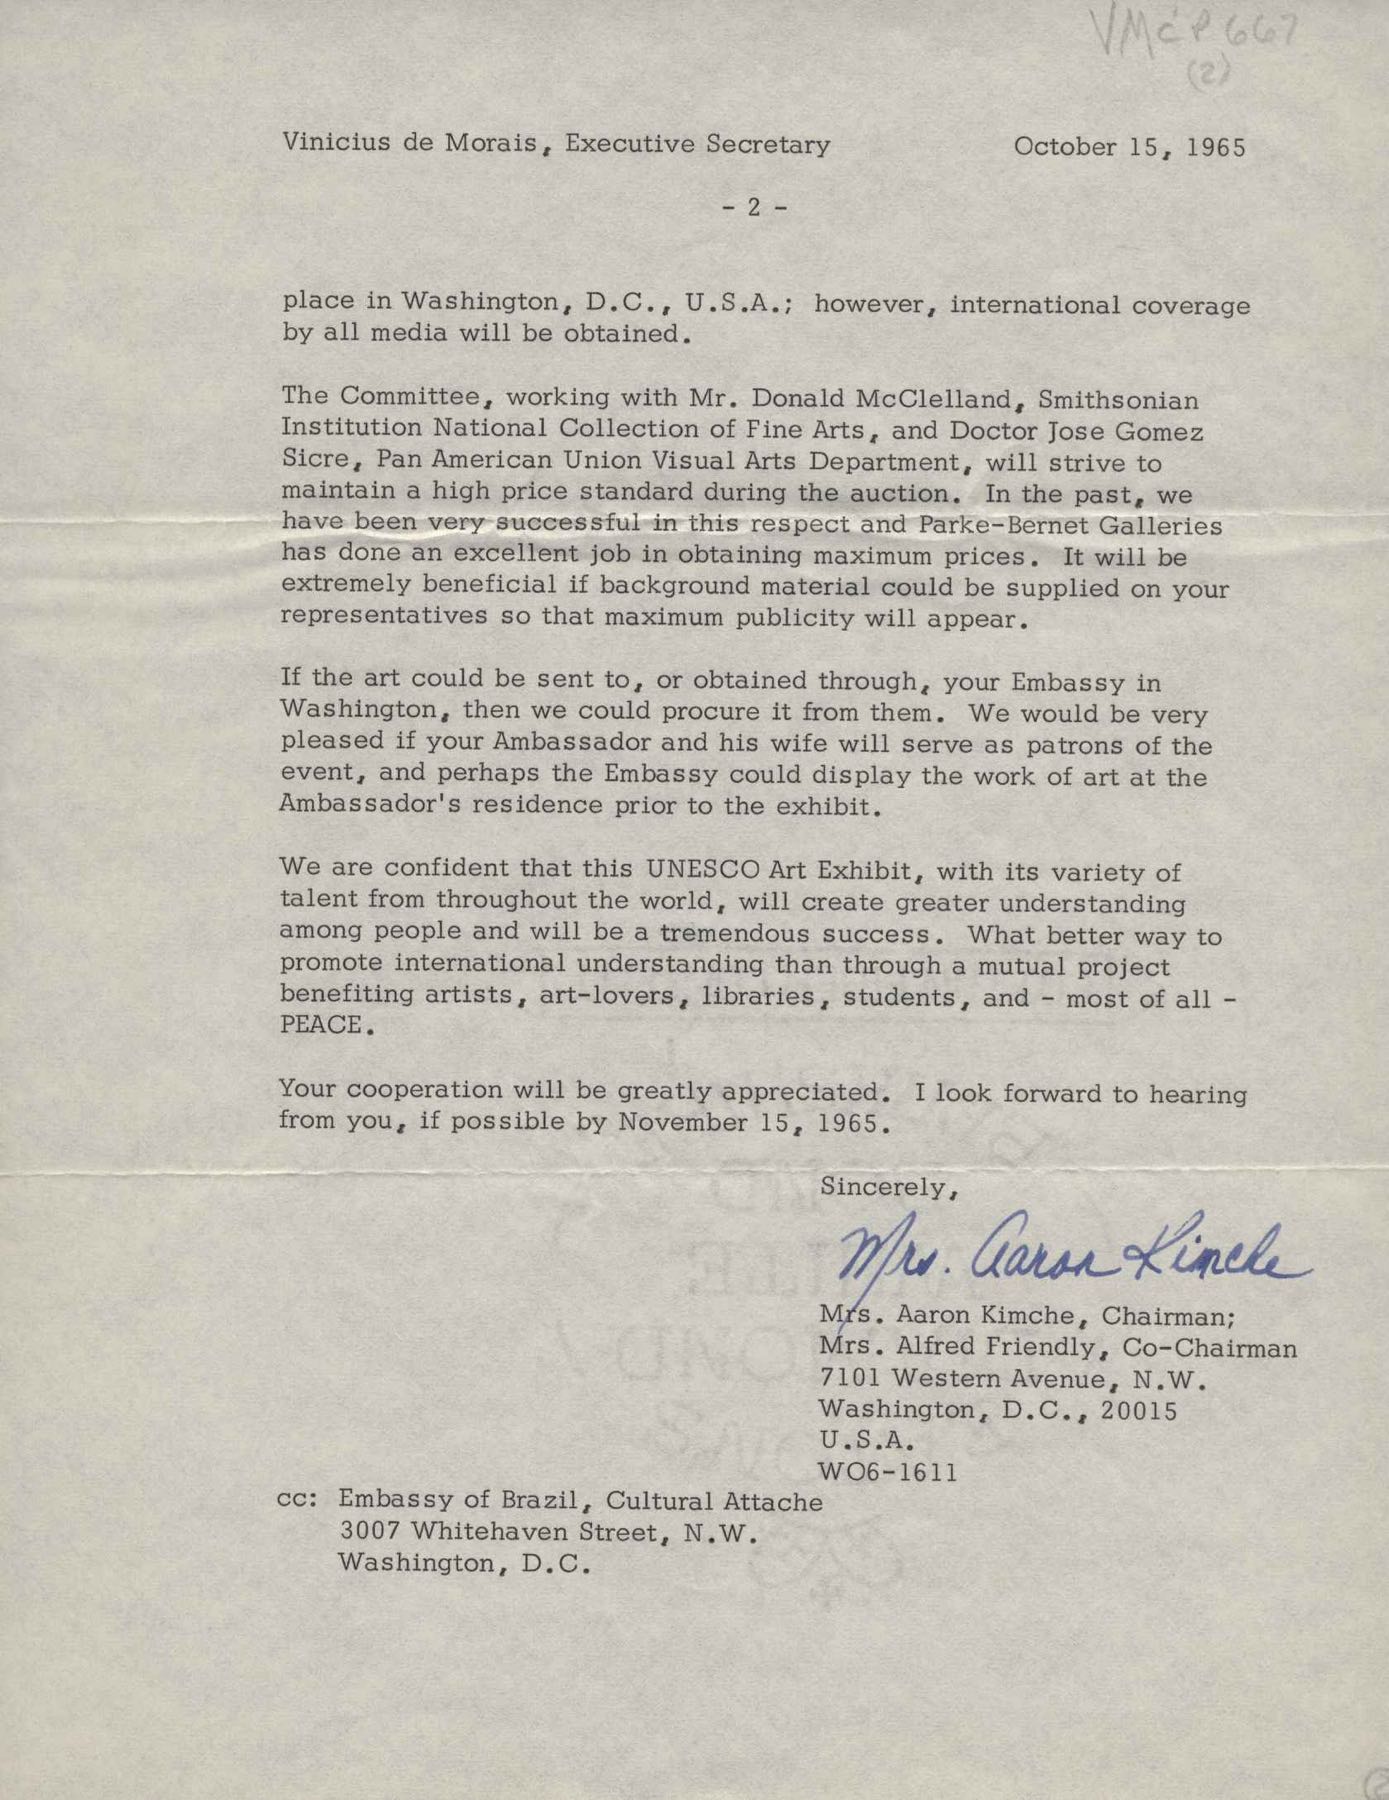 VMCP667
(2)
Vinicius de Morais, Executive Secretary October 15, 1965
- 2 -
place in Washington, D.C., U.S.A.; however, international coverage
by all media will be obtained.
The Committee, working with Mr. Donald McClelland, Smithsonian
Institution National Collection of Fine Arts, and Doctor Jose Gomez
Sicre, Pan American Union Visual Arts Department, will strive to
maintain a high price standard during the auction. In the past, we
have been very successful in this respect and Parke-Bernet Galleries
has done an excellent job in obtaining maximum prices. It will be
extremely beneficial if background material could be supplied on your
representatives so that maximum publicity will appear.
If the art could be sent to, or obtained through, your Embassy in
Washington, then we could procure it from them. We would be very
pleased if your Ambassador and his wife will serve as patrons of the
event, and perhaps the Embassy could display the work of art at the
Ambassador's residence prior to the exhibit.
We are confident that this UNESCO Art Exhibit, with its variety of
talent from throughout the world, will create greater understanding
among people and will be a tremendous success. What better way to
promote international understanding than through a mutual project
benefiting artists, art-lovers, libraries, students, and - most of all -
PEACE.
Your cooperation will be greatly appreciated. I look forward to hearing
from you, if possible by November 15, 1965.
Sincerely,
Mrs. Aaron Kimche
Mrs. Aaron Kimche, Chairman;
Mrs. Alfred Friendly, Co-Chairman
7101 Western Avenue, N.W.
Washington, D.C., 20015
U.S.A.
WO6-1611
cc: Embassy of Brazil, Cultural Attache
3007 Whitehaven Street, N.W.
Washington, D.C.